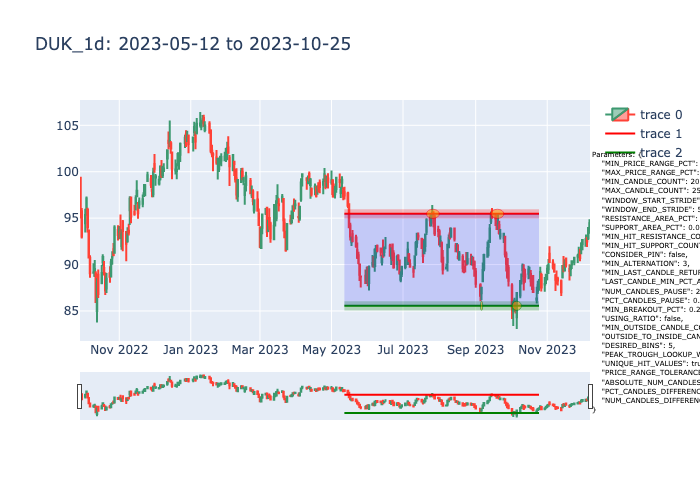 DUK_1d: 2023-05-12 to 2023-10-25
105
100
95
90
85
Nov 2022
Jan 2023
Mar 2023
May 2023
Jul 2023
Sep 2023
Nov 2023
trace 0
trace 1
trace 2
Parameters: {
"MIN_PRICE_RANGE_PCT":
"MAX_PRICE_RANGE_PCT":
"MIN_CANDLE_COUNT": 20
"MAX_CANDLE_COUNT": 25
"WINDOW_START_STRIDE"
"WINDOW_END_STRIDE":
"RESISTANCE_AREA_PCT":
"SUPPORT_AREA_PCT": 0.0
"MIN_HIT_RESISTANCE_CO
"MIN_HIT_SUPPORT_COUNT
"CONSIDER_PIN": false,
"MIN_ALTERNATION": 3,
"MIN_LAST_CANDLE_RETUR
"LAST_CANDLE_MIN_PCT_A
"NUM_CANDLES_PAUSE": 2
"PCT_CANDLES_PAUSE": 0.
"MIN_BREAKOUT_PCT": 0.2
"USING_RATIO": false,
"MIN_OUTSIDE_CANDLE_CO
"OUTSIDE_TO_INSIDE_CAN
"DESIRED_BINS": 5,
"PEAK_TROUGH_LOOKUP_W
"UNIQUE_HIT_VALUES": tru
"PRICE_RANGE_TOLERANC
"ABSOLUTE_NUM_CANDLES
"PCT_CANDLES_DIFFERENC
"NUM_CANDLES_DIFFEREN
}